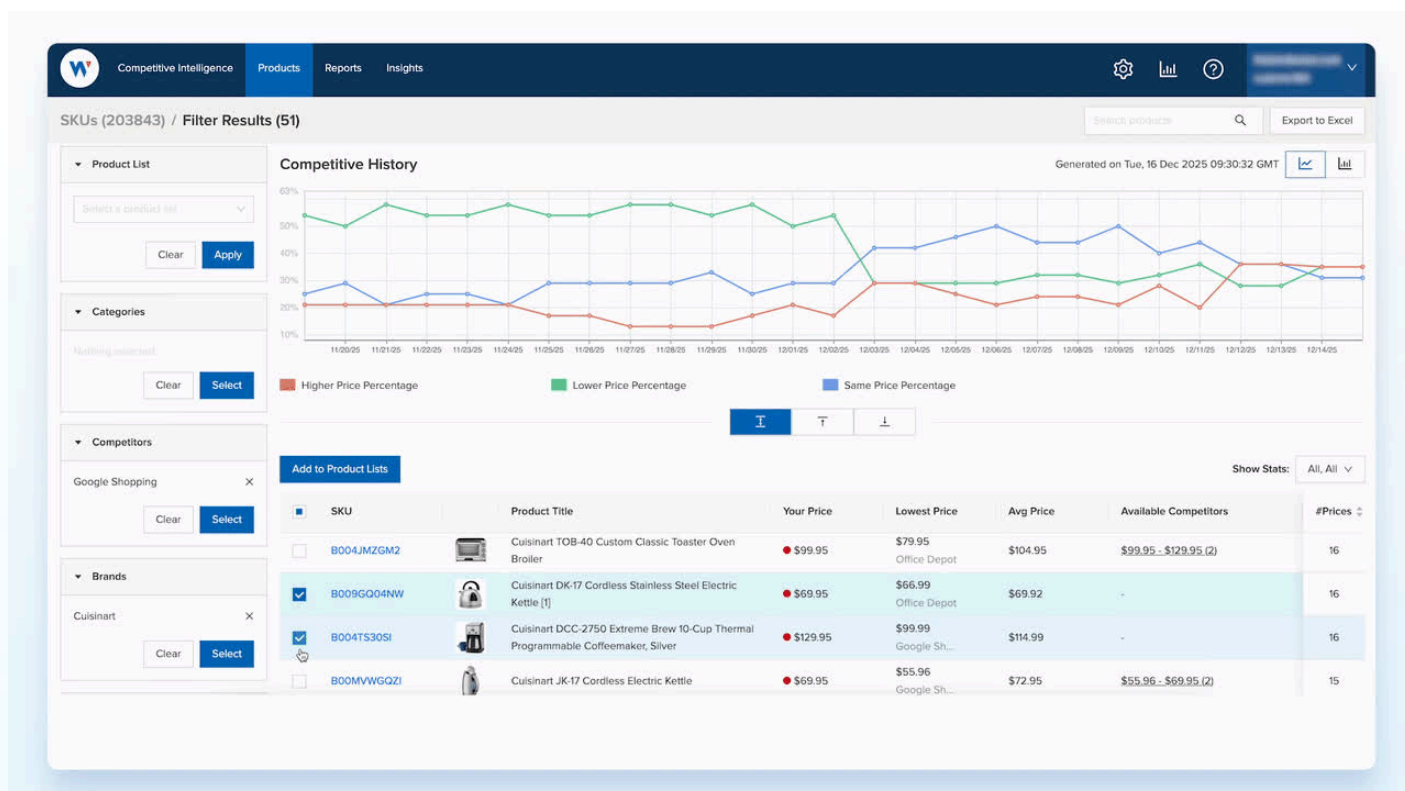 W
Competitive Intelligence Products Reports Insights
SKUs (203843) / Filter Results (51)
Search products
Export to Excel
Product List
Select a product list
Clear Apply
Categories
Nothing selected
Clear Select
Competitors
Google Shopping
Clear Select
Brands
Cuisinart
Clear Select
Competitive History
Generated on Tue, 16 Dec 2025 09:30:32 GMT
63%
50%
40%
30%
20%
10%
11/20/25 11/21/25 11/22/25 11/23/25 11/24/25 11/25/25 11/26/25 11/27/25 11/28/25 11/29/25 11/30/25 12/01/25 12/02/25 12/03/25 12/04/25 12/05/25 12/06/25 12/07/25 12/08/25 12/09/25 12/10/25 12/11/25 12/12/25 12/13/25 12/14/25
Higher Price Percentage Lower Price Percentage Same Price Percentage
Add to Product Lists
Show Stats: All, All
SKU Product Title Your Price Lowest Price Avg Price Available Competitors #Prices
B004JMZGM2 Cuisinart TOB-40 Custom Classic Toaster Oven $99.95 $79.95 $104.95 $99.95 - $129.95 (2) 16
Broiler Office Depot
B009GQ04NW Cuisinart DK-17 Cordless Stainless Steel Electric $69.95 $66.99 $69.92 - 16
Kettle [1] Office Depot
B004TS30SI Cuisinart DCC-2750 Extreme Brew 10-Cup Thermal $129.95 $99.99 $114.99 - 16
Programmable Coffeemaker, Silver Google Sh...
B00MVWGQZI Cuisinart JK-17 Cordless Electric Kettle $69.95 $55.96 $72.95 $55.96 - $69.95 (2) 15
Google Sh...